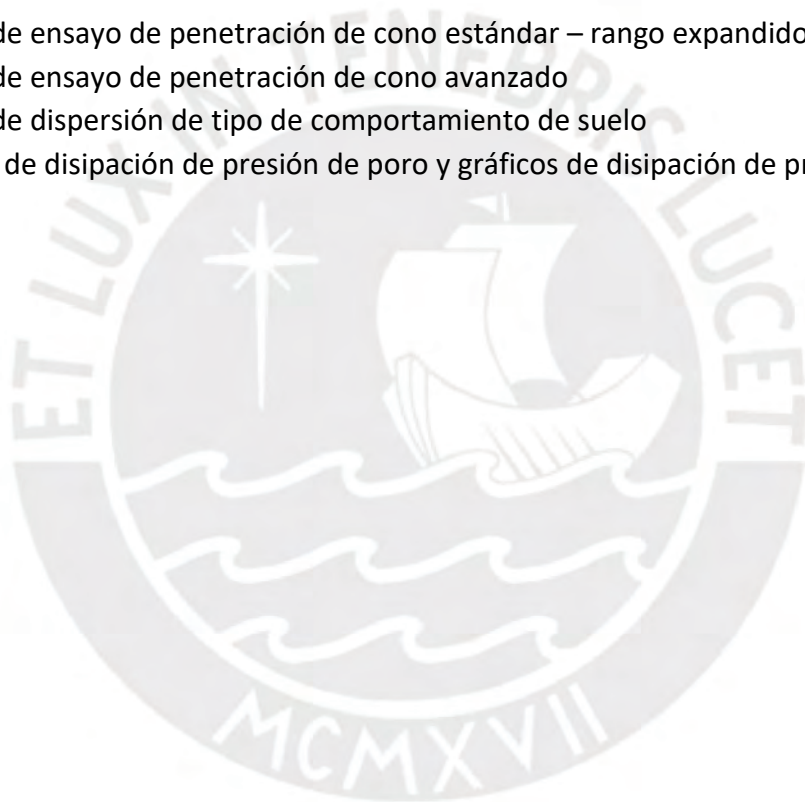 de ensayo de penetración de cono estándar – rango expandido
de ensayo de penetración de cono avanzado
de dispersión de tipo de comportamiento de suelo
de disipación de presión de poro y gráficos de disipación de pr
ET LUX IN TENEBRIS LUCET
MCMXVII